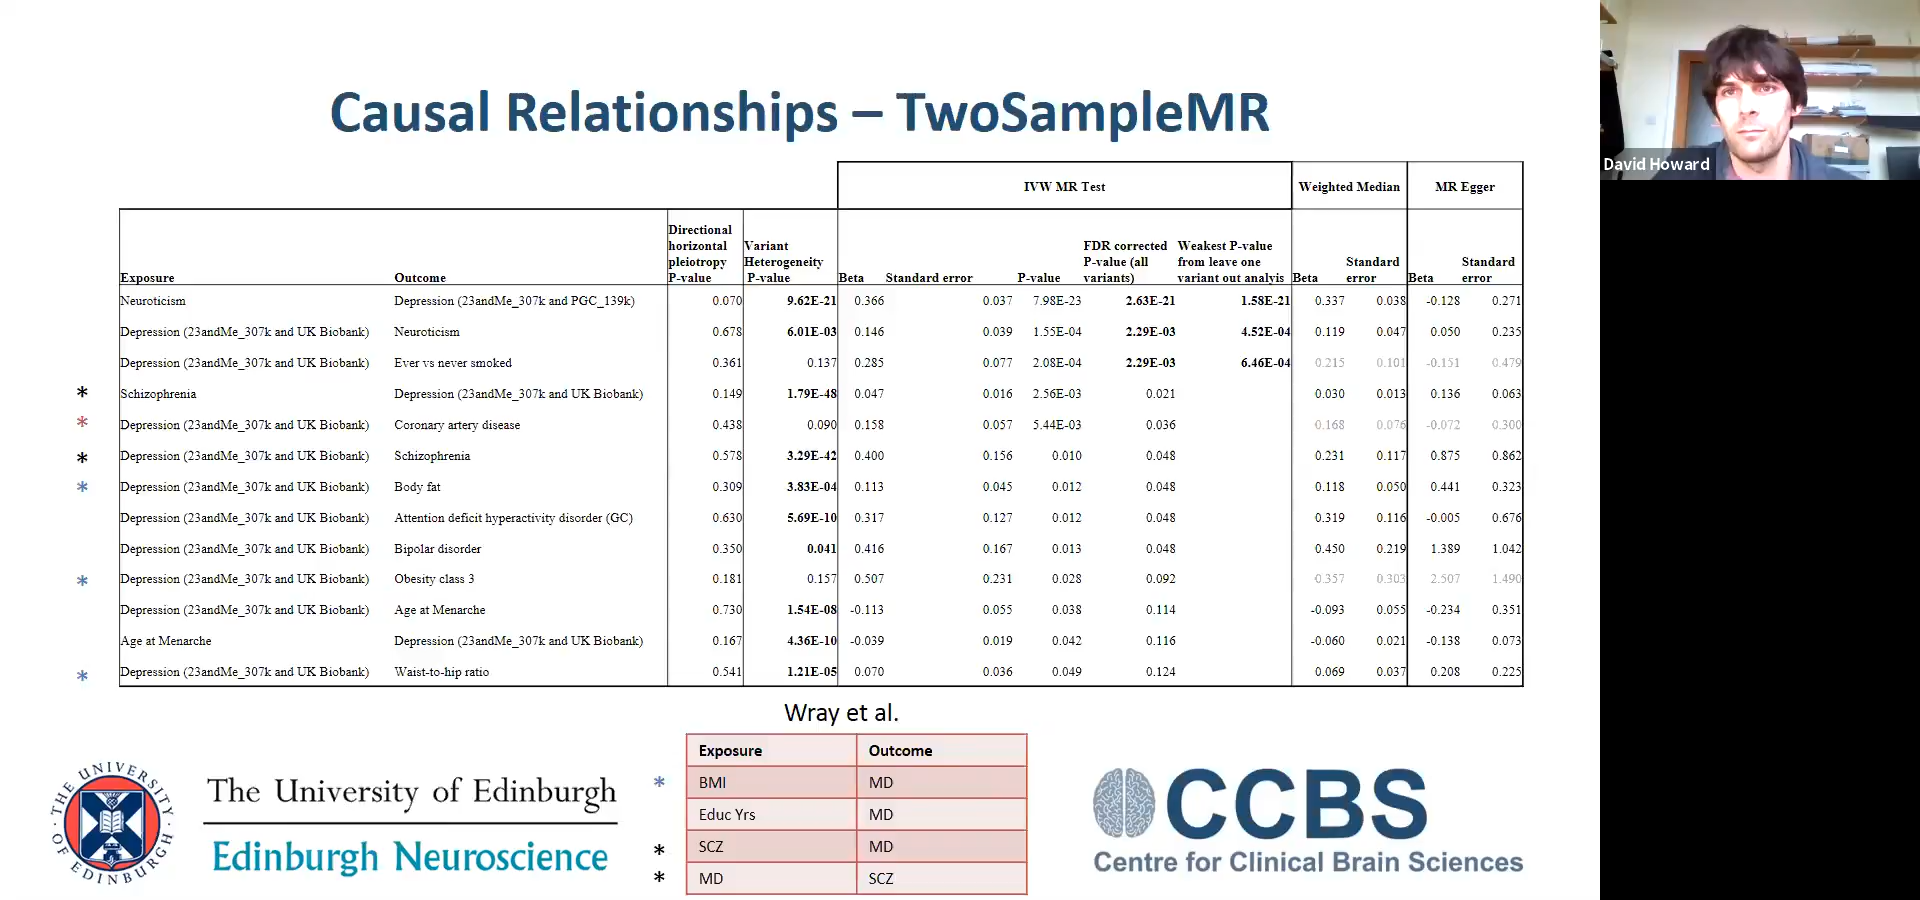 Causal Relationships – TwoSampleMR
David Howard
IVW MR Test Weighted Median MR Egger
Exposure Outcome Directional horizontal pleiotropy P-value Variant Heterogeneity P-value Beta Standard error P-value FDR corrected P-value (all variants) Weakest P-value from leave one variant out analyis Beta Standard error Beta Standard error
Neuroticism Depression (23andMe_307k and PGC_139k) 0.070 9.62E-21 0.366 0.037 7.98E-23 2.63E-21 1.58E-21 0.337 0.038 -0.128 0.271
Depression (23andMe_307k and UK Biobank) Neuroticism 0.678 6.01E-03 0.146 0.039 1.55E-04 2.29E-03 4.52E-04 0.119 0.047 0.050 0.235
Depression (23andMe_307k and UK Biobank) Ever vs never smoked 0.361 0.137 0.285 0.077 2.08E-04 2.29E-03 6.46E-04 0.215 0.101 -0.151 0.479
* Schizophrenia Depression (23andMe_307k and UK Biobank) 0.149 1.79E-48 0.047 0.016 2.56E-03 0.021 0.030 0.013 0.136 0.063
* Depression (23andMe_307k and UK Biobank) Coronary artery disease 0.438 0.090 0.158 0.057 5.44E-03 0.036 0.168 0.076 -0.072 0.300
* Depression (23andMe_307k and UK Biobank) Schizophrenia 0.578 3.29E-42 0.400 0.156 0.010 0.048 0.231 0.117 0.875 0.862
* Depression (23andMe_307k and UK Biobank) Body fat 0.309 3.83E-04 0.113 0.045 0.012 0.048 0.118 0.050 0.441 0.323
Depression (23andMe_307k and UK Biobank) Attention deficit hyperactivity disorder (GC) 0.630 5.69E-10 0.317 0.127 0.012 0.048 0.319 0.116 -0.005 0.676
Depression (23andMe_307k and UK Biobank) Bipolar disorder 0.350 0.041 0.416 0.167 0.013 0.048 0.450 0.219 1.389 1.042
* Depression (23andMe_307k and UK Biobank) Obesity class 3 0.181 0.157 0.507 0.231 0.028 0.092 0.357 0.303 2.507 1.490
Depression (23andMe_307k and UK Biobank) Age at Menarche 0.730 1.54E-08 -0.113 0.055 0.038 0.114 -0.093 0.055 -0.234 0.351
Age at Menarche Depression (23andMe_307k and UK Biobank) 0.167 4.36E-10 -0.039 0.019 0.042 0.116 -0.060 0.021 -0.138 0.073
* Depression (23andMe_307k and UK Biobank) Waist-to-hip ratio 0.541 1.21E-05 0.070 0.036 0.049 0.124 0.069 0.037 0.208 0.225
Wray et al.
Exposure Outcome
* BMI MD
Educ Yrs MD
* SCZ MD
* MD SCZ
THE UNIVERSITY OF EDINBURGH
The University of Edinburgh
Edinburgh Neuroscience
CCBS
Centre for Clinical Brain Sciences